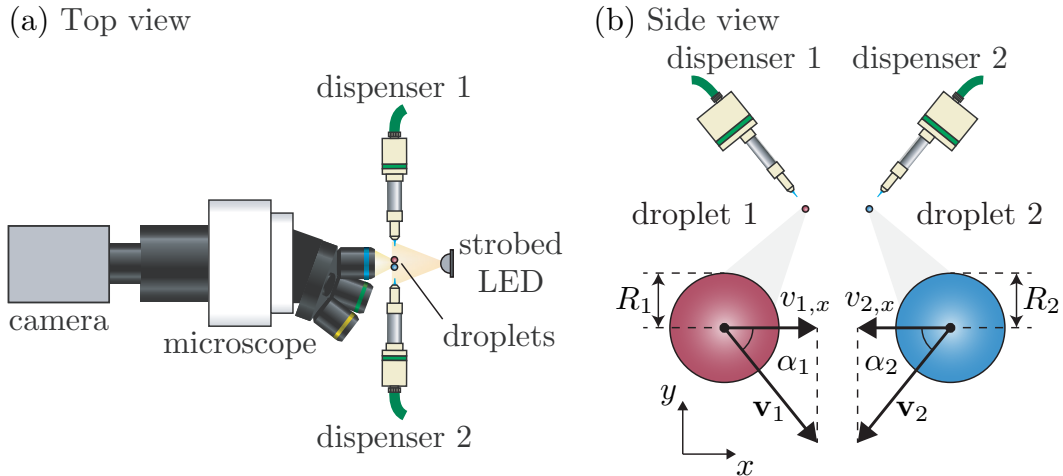 (a) Top view
dispenser 1
strobed
LED
camera
microscope
droplets
dispenser 2
(b) Side view
dispenser 1
dispenser 2
droplet 1
droplet 2
R₁
v₁,ₓ
v₂,ₓ
R₂
α₁
α₂
v₁
v₂
y
x